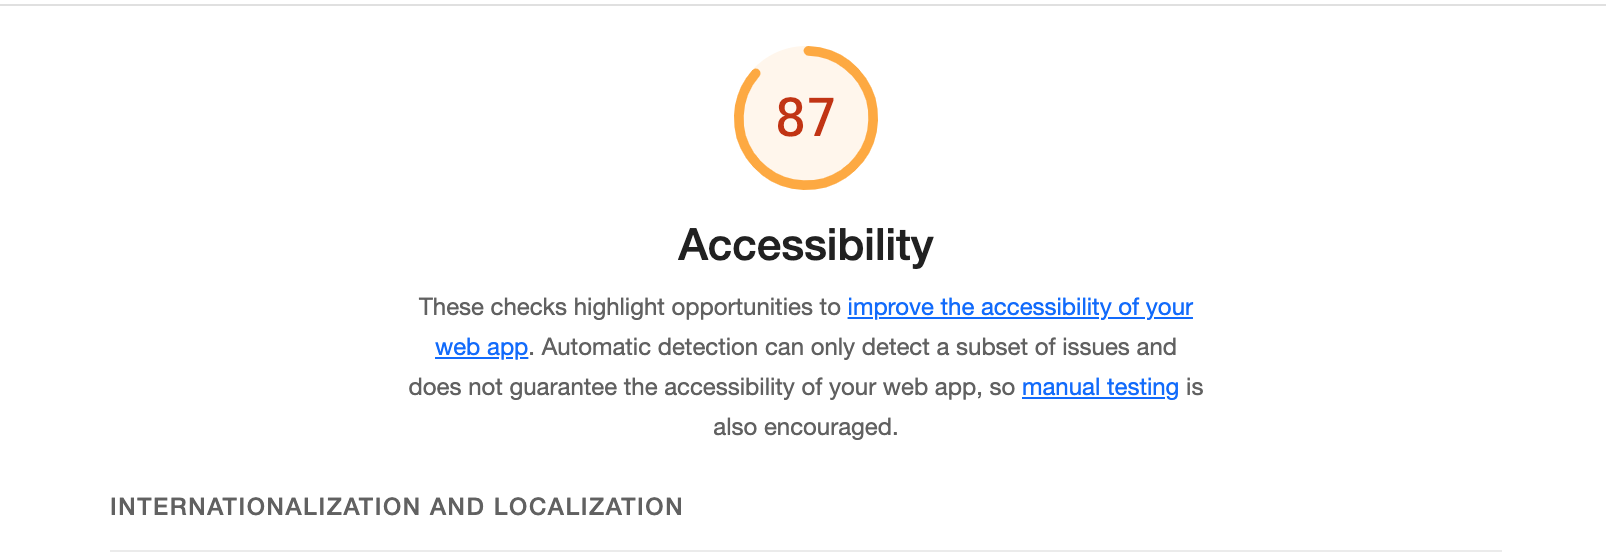 87
Accessibility
These checks highlight opportunities to improve the accessibility of your
web app. Automatic detection can only detect a subset of issues and
does not guarantee the accessibility of your web app, so manual testing is
also encouraged.
INTERNATIONALIZATION AND LOCALIZATION